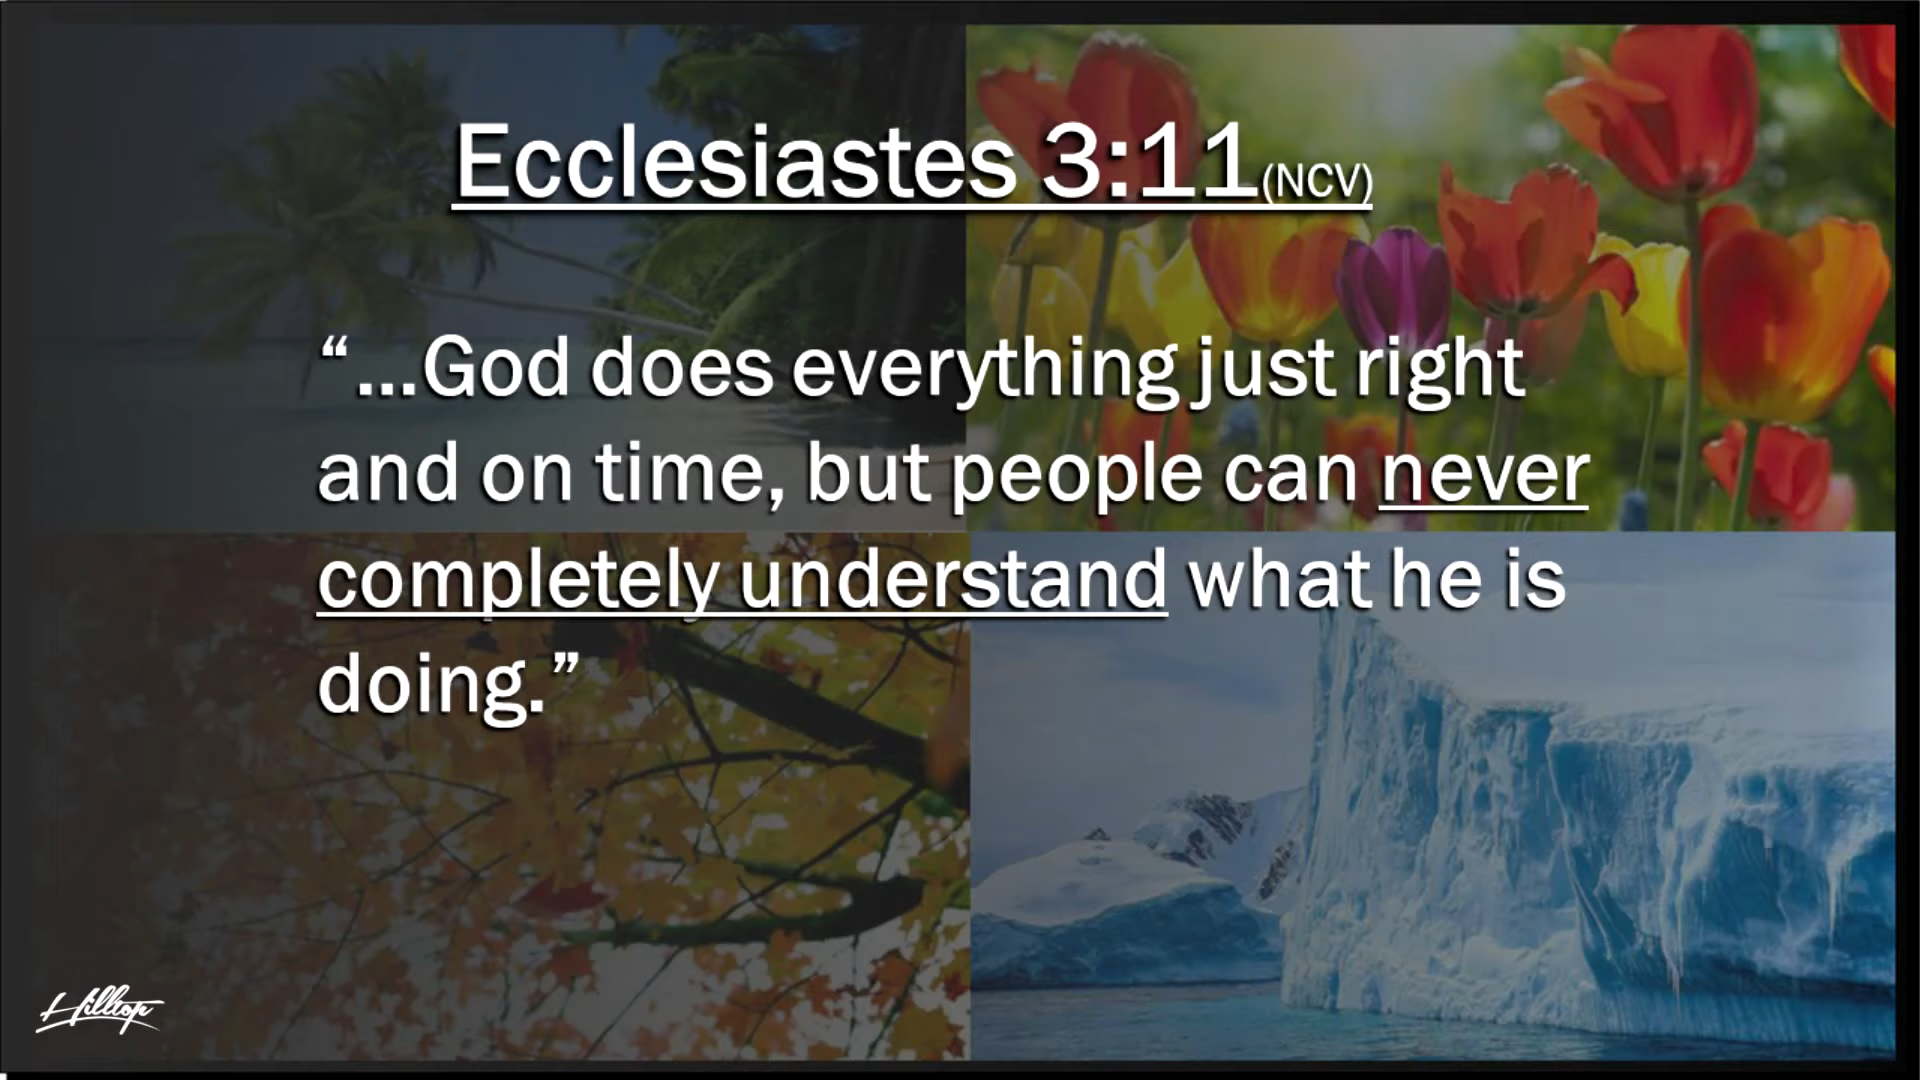 Ecclesiastes 3:11(NCV)
“...God does everything just right
and on time, but people can never
completely understand what he is
doing.”
Hilltop